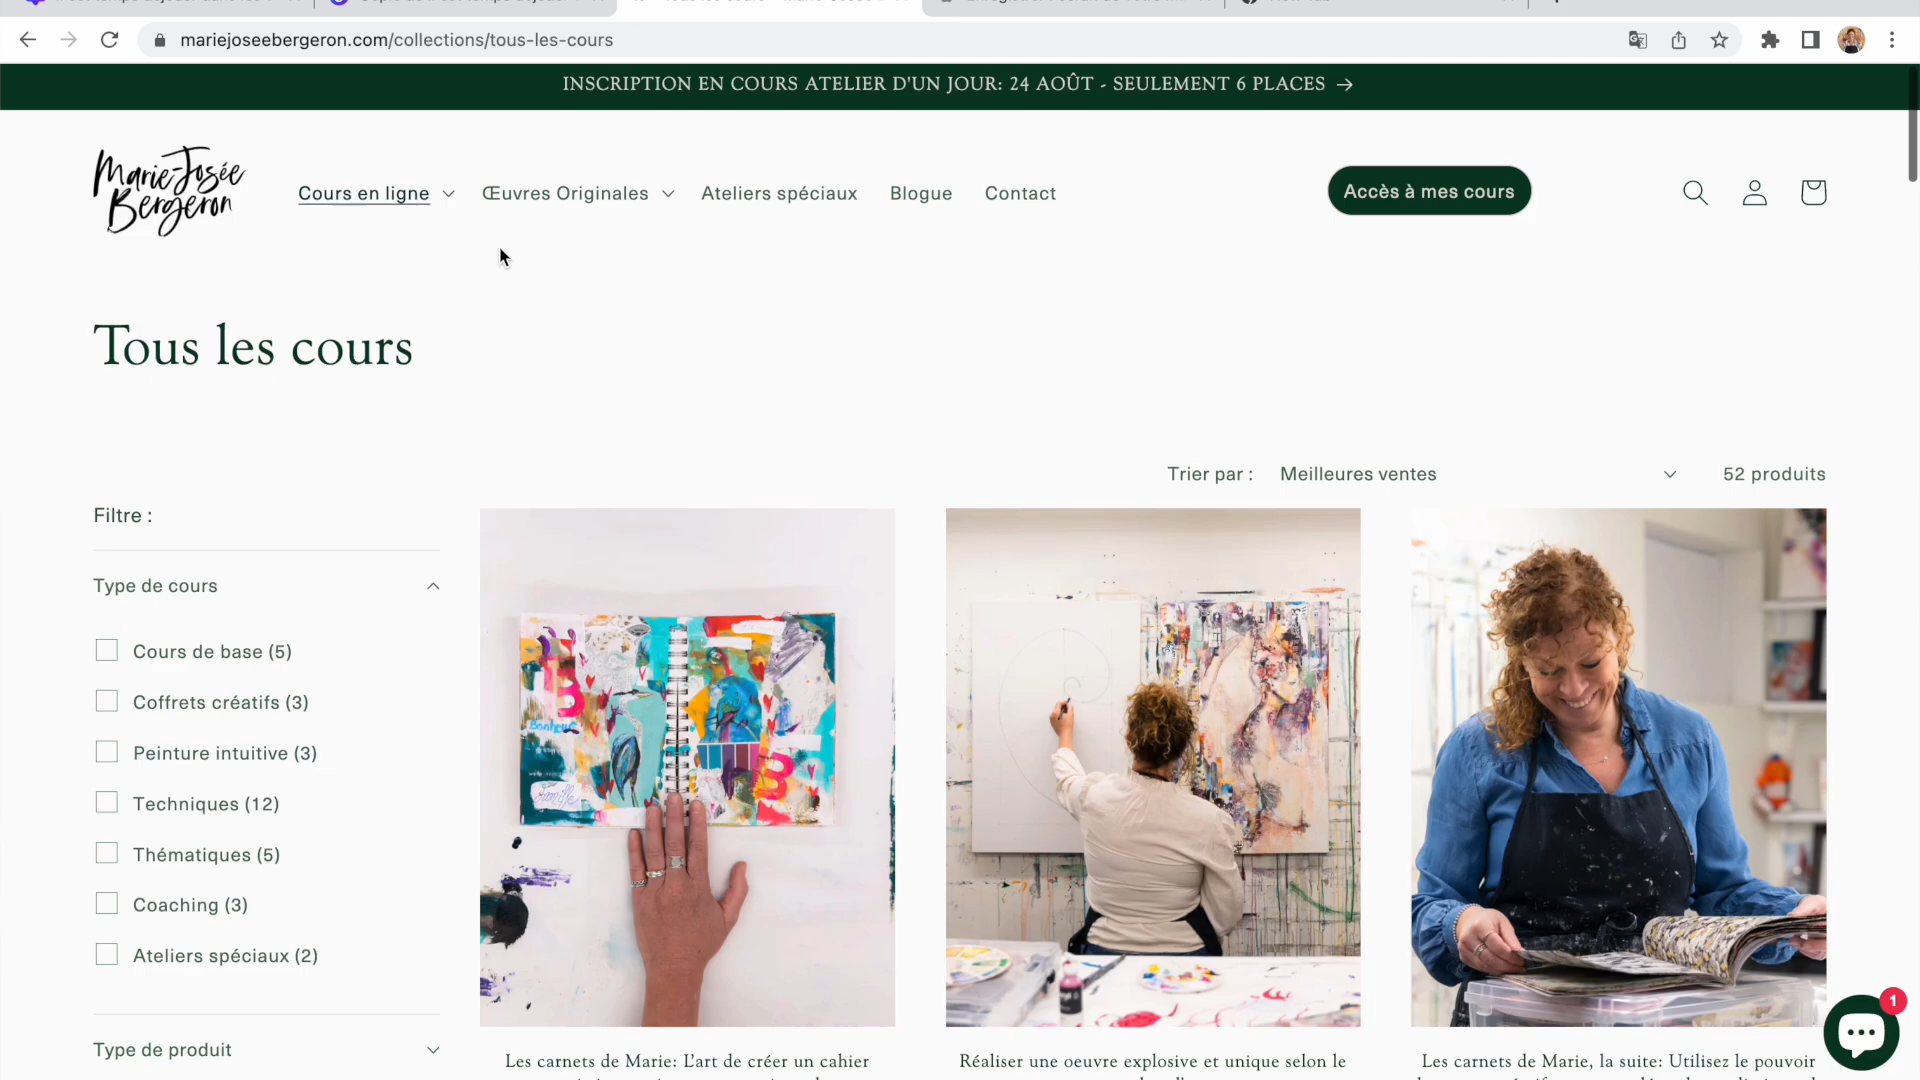 mariejoseebergeron.com/collections/tous-les-cours
INSCRIPTION EN COURS ATELIER D'UN JOUR: 24 AOÛT - SEULEMENT 6 PLACES →
Marie-Josée
Bergeron
Cours en ligne
Œuvres Originales
Ateliers spéciaux
Blogue
Contact
Accès à mes cours
Tous les cours
Trier par :
Meilleures ventes
52 produits
Filtre :
Type de cours
Cours de base (5)
Coffrets créatifs (3)
Peinture intuitive (3)
Techniques (12)
Thématiques (5)
Coaching (3)
Ateliers spéciaux (2)
Type de produit
Bonheur
1
Les carnets de Marie: L'art de créer un cahier
Réaliser une oeuvre explosive et unique selon le
Les carnets de Marie, la suite: Utilisez le pouvoir